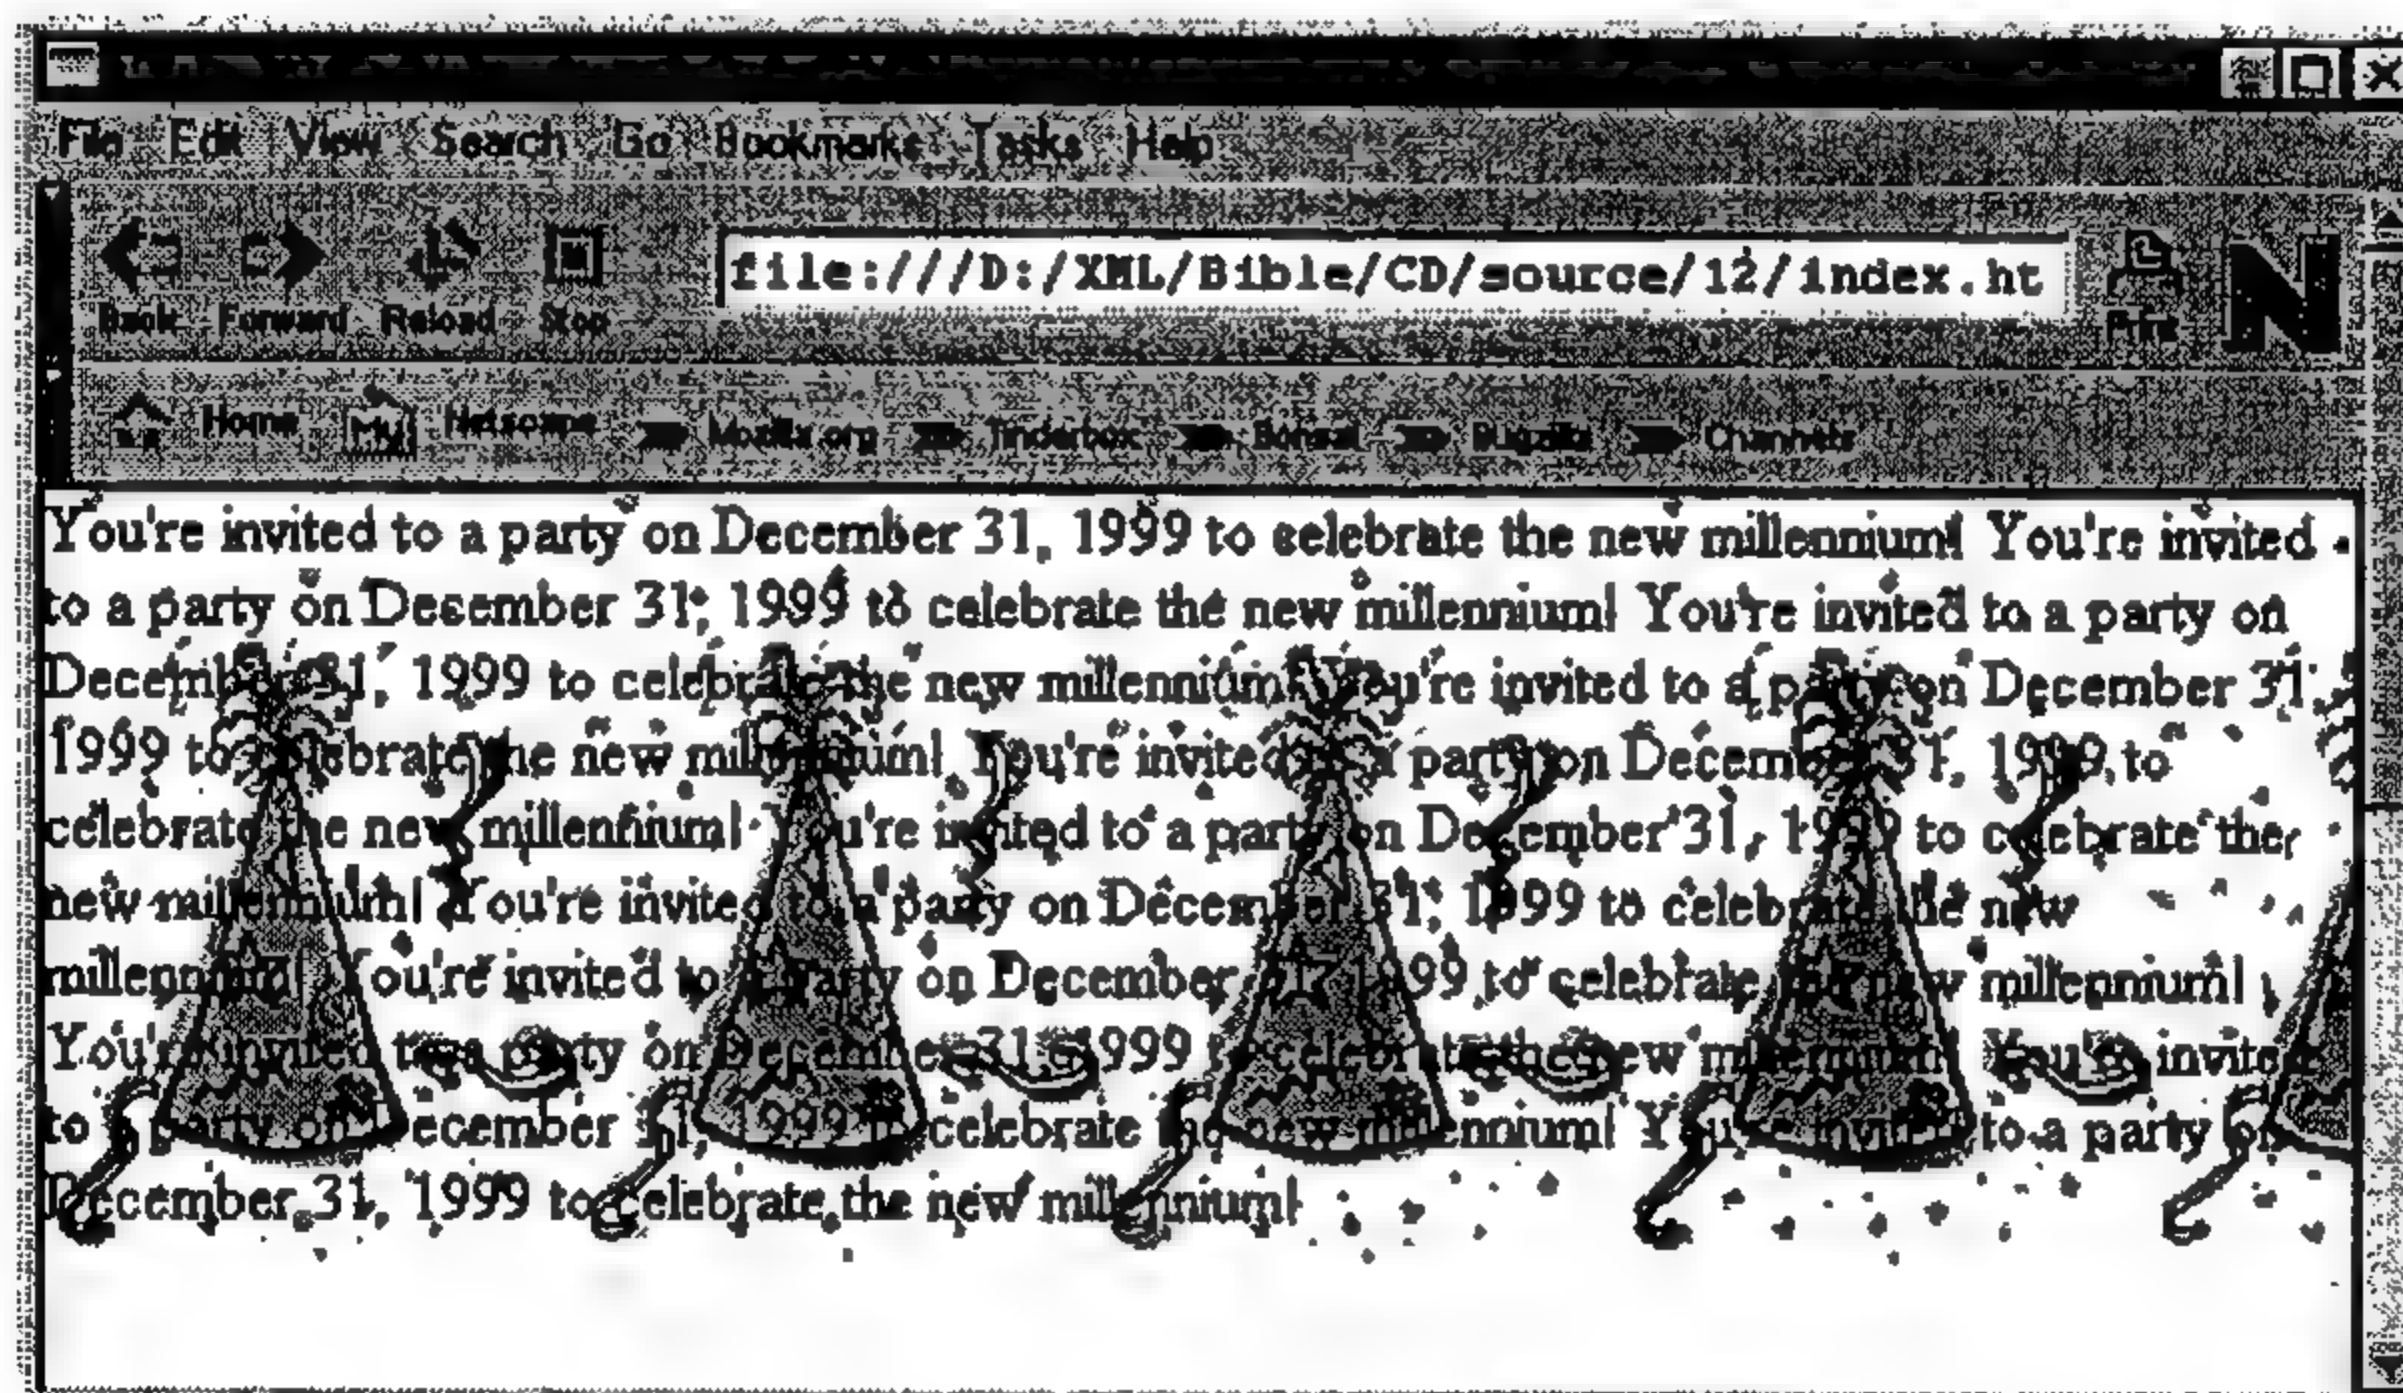 File Edit View Search Go Bookmarks Tasks Help
Back Forward Reload Stop
file:///D:/XML/Bible/CD/source/12/index.ht
Print
N
Home My Netscape Mozilla.org Tinderbox Bonsai Bugzilla Channels
You're invited to a party on December 31, 1999 to celebrate the new millennium! You're invited
to a party on December 31, 1999 to celebrate the new millennium! You're invited to a party on
December 31, 1999 to celebrate the new millennium! You're invited to a party on December 31,
1999 to celebrate the new millennium! You're invited to a party on December 31, 1999 to
celebrate the new millennium! You're invited to a party on December 31, 1999 to celebrate the
new millennium! You're invited to a party on December 31, 1999 to celebrate the new
millennium! You're invited to a party on December 31, 1999 to celebrate the new millennium!
You're invited to a party on December 31, 1999 to celebrate the new millennium! You're invited
to a party on December 31, 1999 to celebrate the new millennium! You're invited to a party on
December 31, 1999 to celebrate the new millennium!